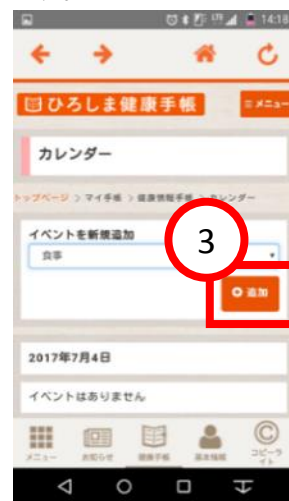 LTE 14:18
ひろしま健康手帳
≡メニュー
カレンダー
トップページ > マイ手帳 > 健康情報手帳 > カレンダー
イベントを新規追加
食事
3
追加
2017年7月4日
イベントはありません
メニュー お知らせ 健康手帳 基本情報 コピーライト